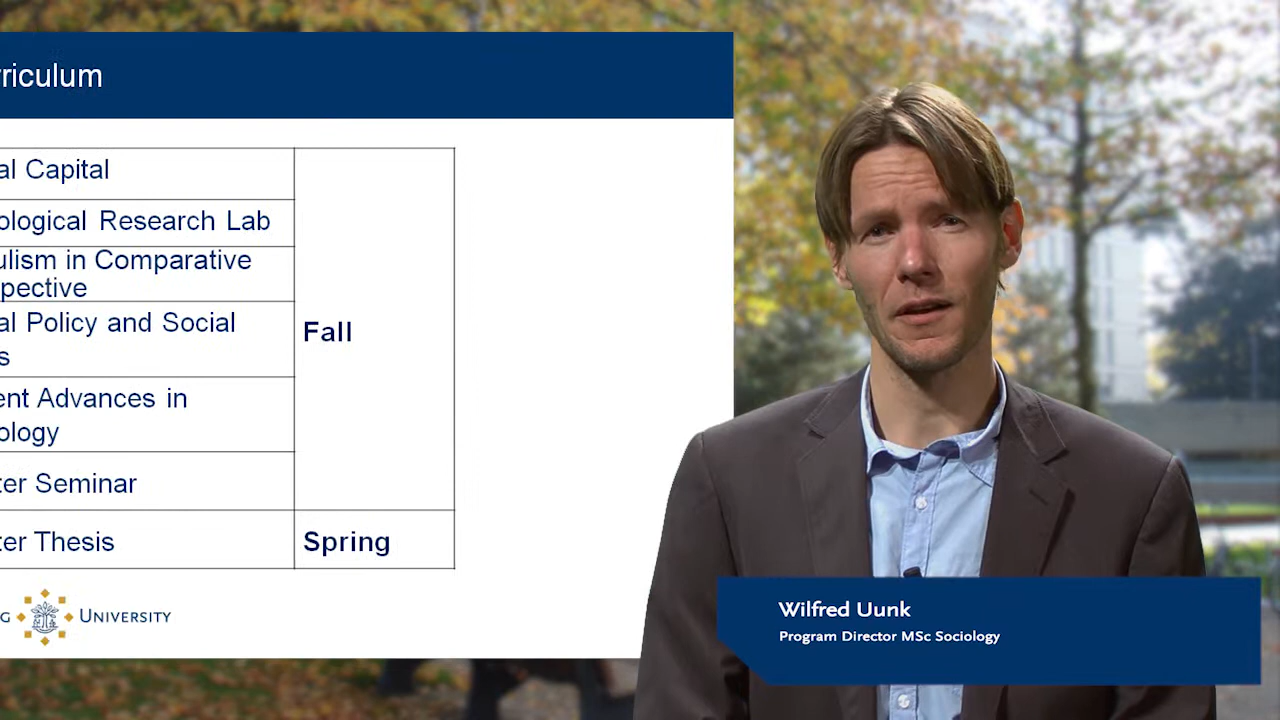 rriculum
al Capital
ological Research Lab
ulism in Comparative
pective
al Policy and Social
s
Fall
ent Advances in
ology
ter Seminar
ter Thesis
Spring
G UNIVERSITY
Wilfred Uunk
Program Director MSc Sociology